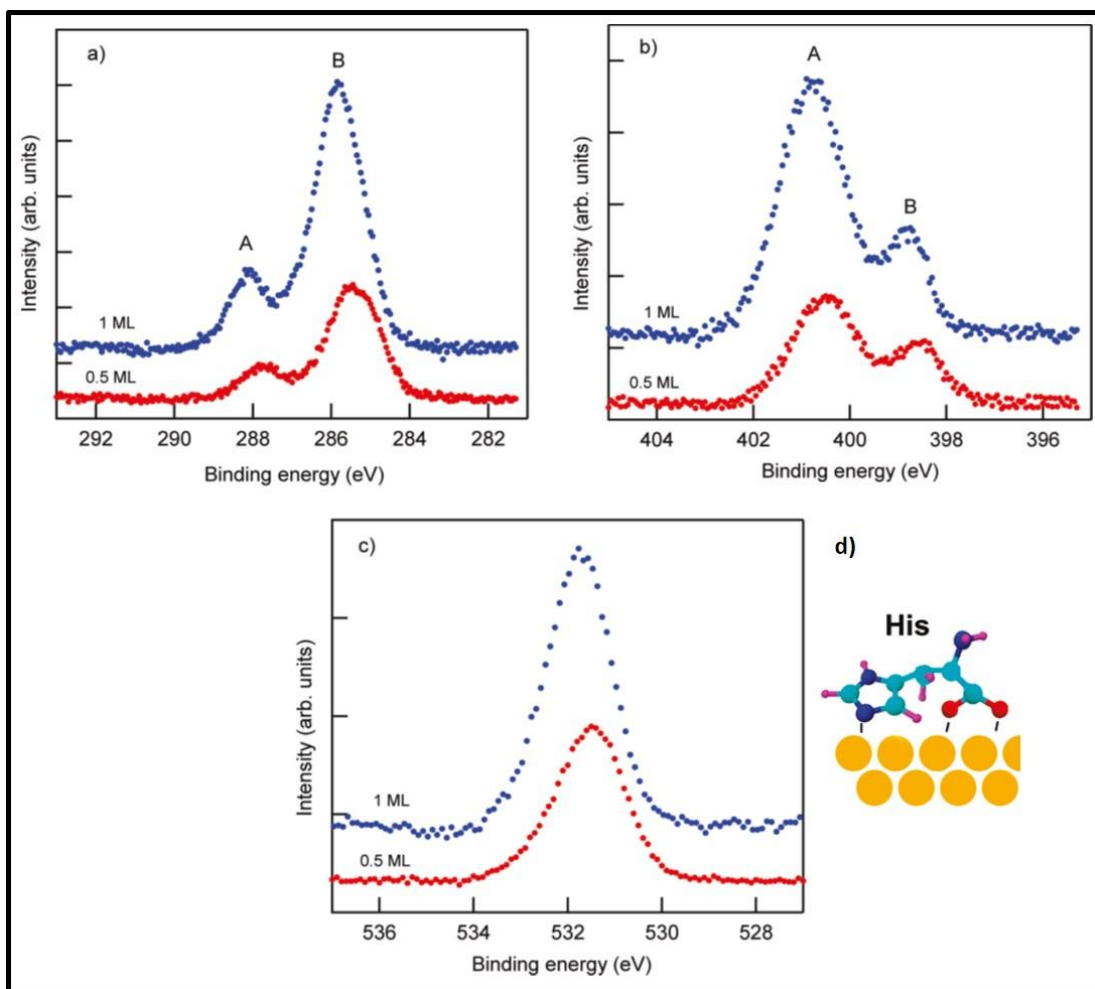 a)
B
A
1 ML
0.5 ML
Intensity (arb. units)
292 290 288 286 284 282
Binding energy (eV)
b)
A
B
1 ML
0.5 ML
Intensity (arb. units)
404 402 400 398 396
Binding energy (eV)
c)
1 ML
0.5 ML
Intensity (arb. units)
536 534 532 530 528
Binding energy (eV)
d)
His